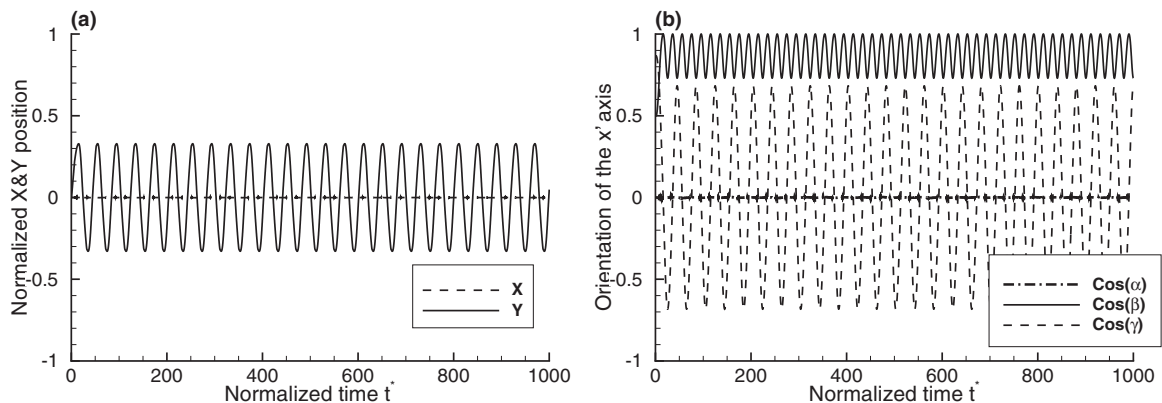 (a)
Normalized X&Y position
1
0.5
0
-0.5
-1
0
200
400
600
800
1000
Normalized time t*
X
Y
(b)
Orientation of the x' axis
1
0.5
0
-0.5
-1
0
200
400
600
800
1000
Normalized time t*
Cos(α)
Cos(β)
Cos(γ)